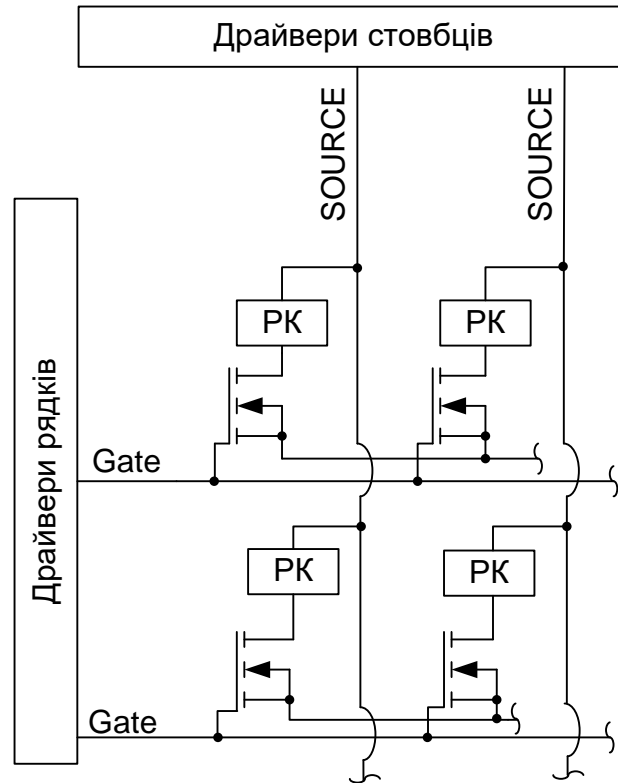 Драйвери стовбців
SOURCE
SOURCE
РК
РК
Драйвери рядків
Gate
РК
РК
Gate